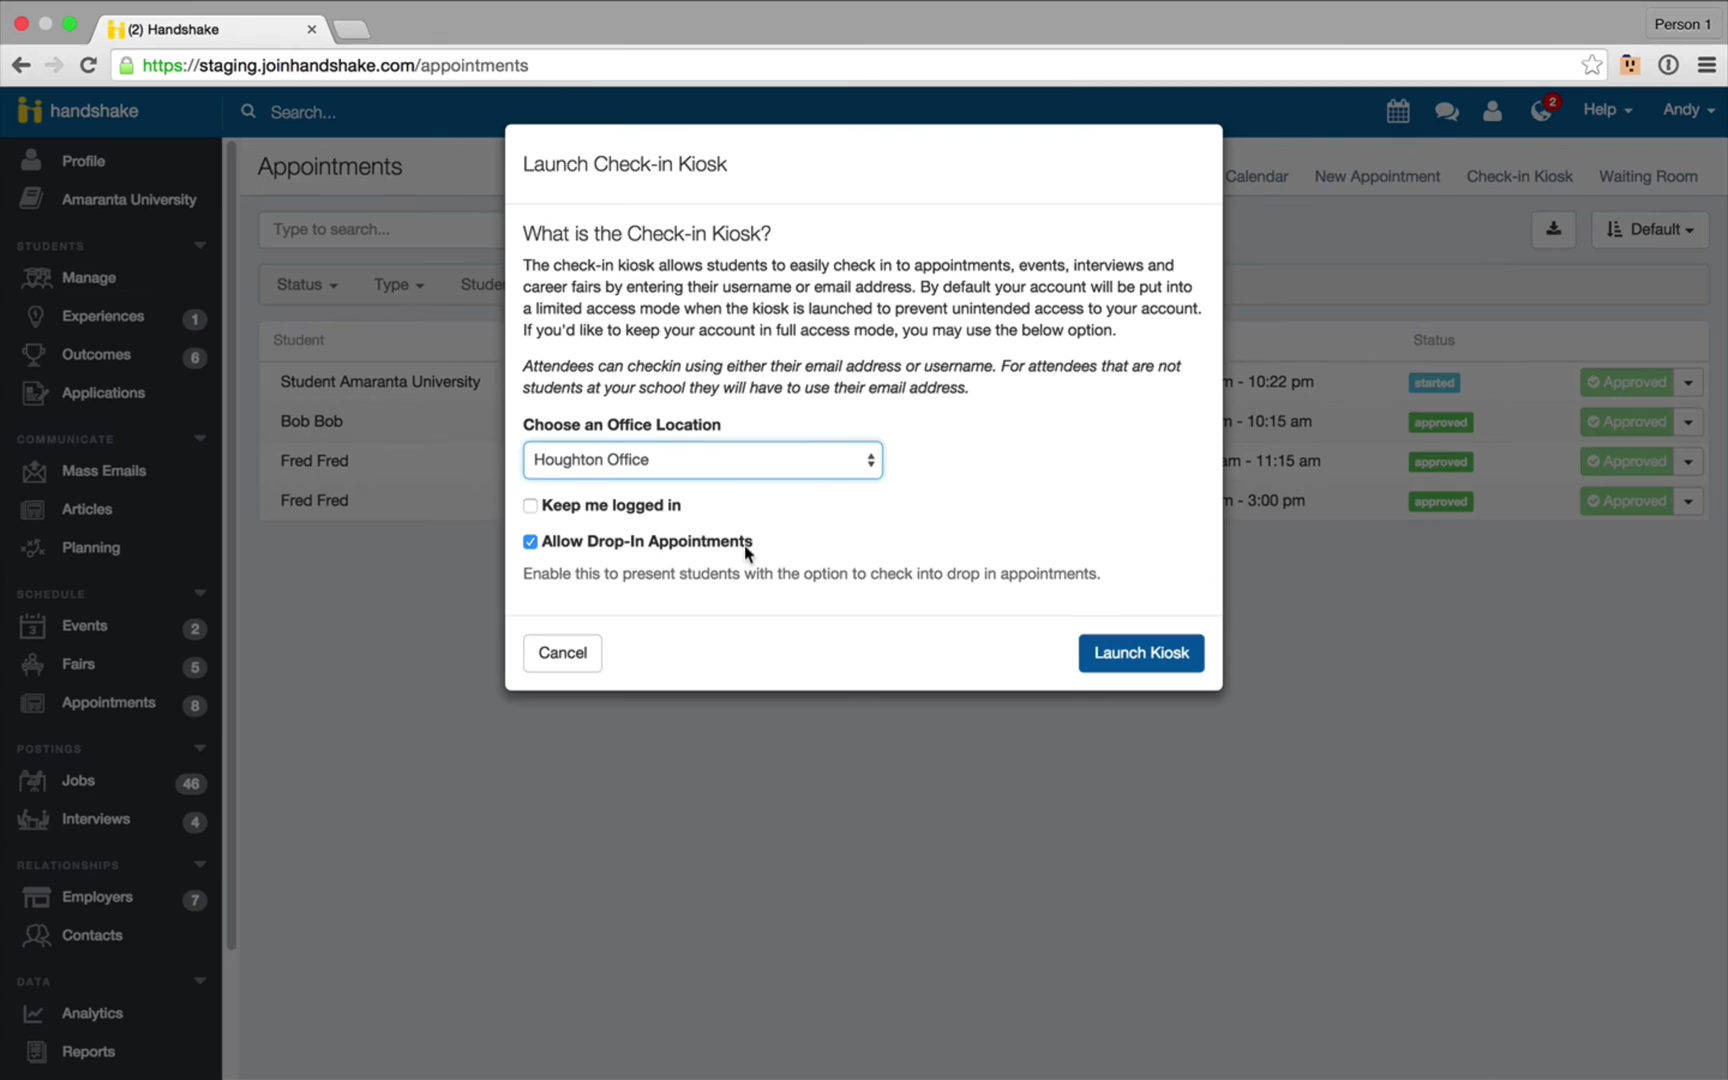 (2) Handshake
Person 1
https://staging.joinhandshake.com/appointments
handshake
Search...
2
Help
Andy
Profile
Amaranta University
STUDENTS
Manage
Experiences 1
Outcomes 6
Applications
COMMUNICATE
Mass Emails
Articles
Planning
SCHEDULE
3 Events 2
Fairs 5
Appointments 8
POSTINGS
Jobs 46
Interviews 4
RELATIONSHIPS
Employers 7
Contacts
DATA
Analytics
Reports
Appointments
Calendar New Appointment Check-in Kiosk Waiting Room
Type to search...
Default
Status Type
Student Status
Student Amaranta University - 10:22 pm started Approved
Bob Bob - 10:15 am approved Approved
Fred Fred am - 11:15 am approved Approved
Fred Fred - 3:00 pm approved Approved
Launch Check-in Kiosk
What is the Check-in Kiosk?
The check-in kiosk allows students to easily check in to appointments, events, interviews and
career fairs by entering their username or email address. By default your account will be put into
a limited access mode when the kiosk is launched to prevent unintended access to your account.
If you'd like to keep your account in full access mode, you may use the below option.
Attendees can checkin using either their email address or username. For attendees that are not
students at your school they will have to use their email address.
Choose an Office Location
Houghton Office
Keep me logged in
Allow Drop-In Appointments
Enable this to present students with the option to check into drop in appointments.
Cancel
Launch Kiosk